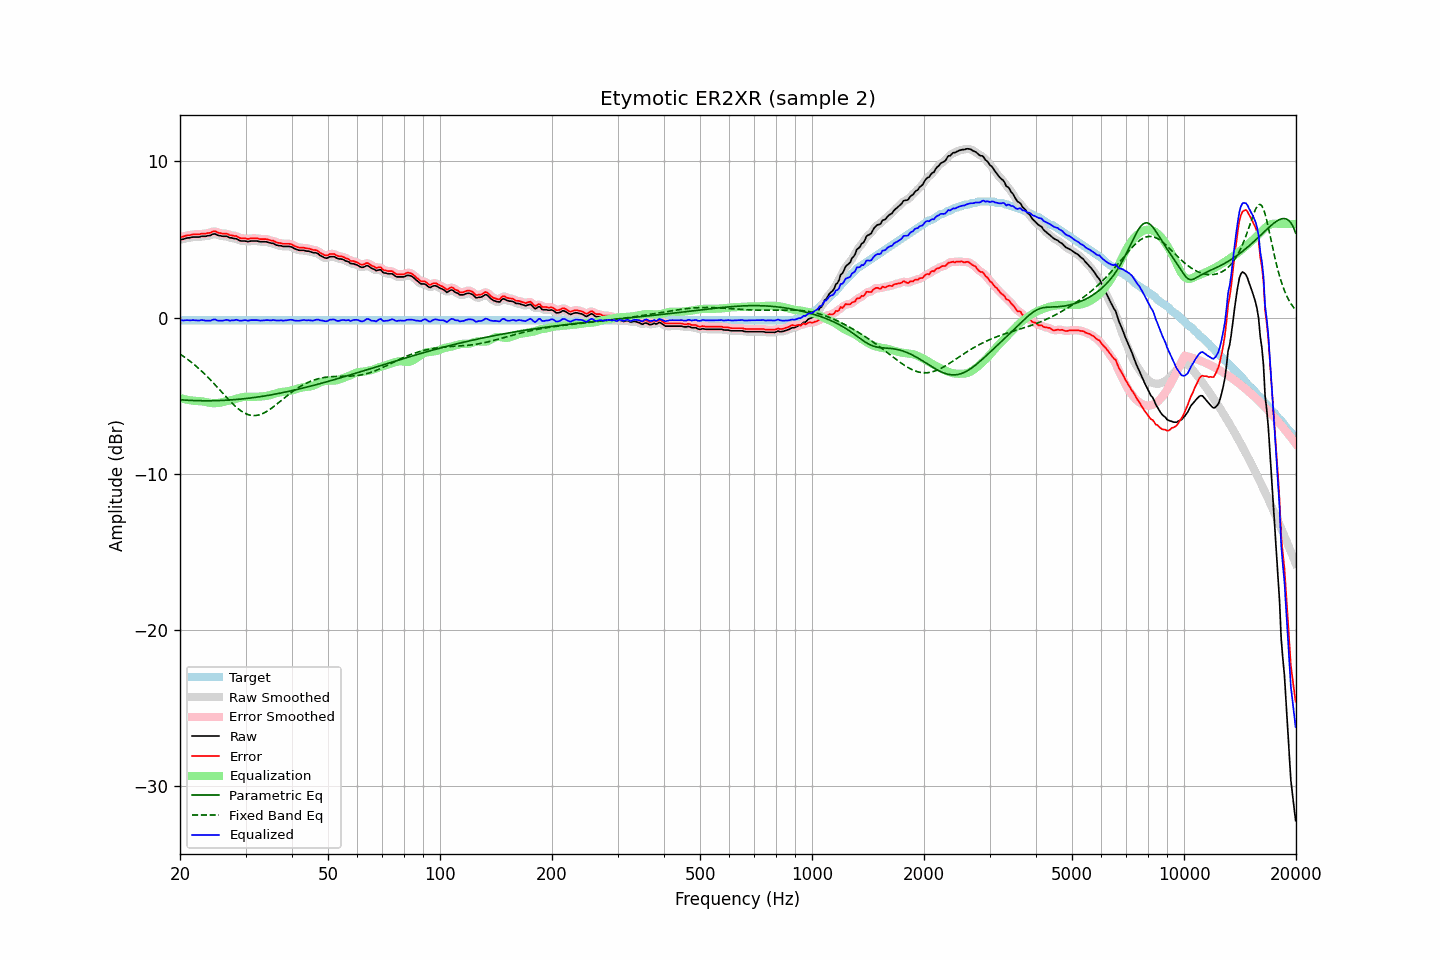 Etymotic ER2XR (sample 2)
10
0
−10
−20
−30
Amplitude (dBr)
Target
Raw Smoothed
Error Smoothed
Raw
Error
Equalization
Parametric Eq
Fixed Band Eq
Equalized
20 50 100 200 500 1000 2000 5000 10000 20000
Frequency (Hz)